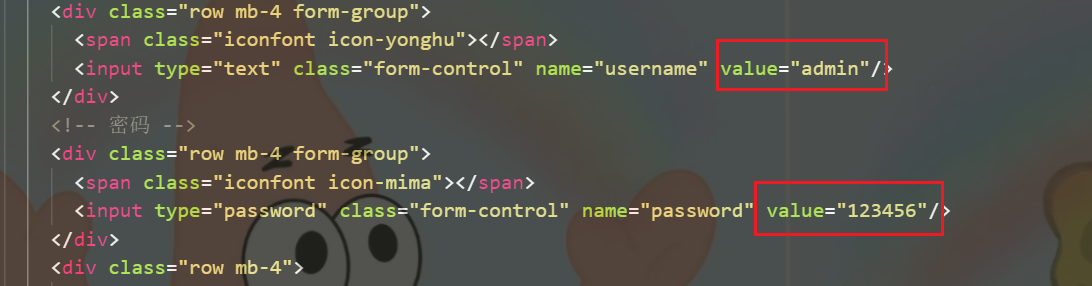 <div class="row mb-4 form-group">
<span class="iconfont icon-yonghu"></span>
<input type="text" class="form-control" name="username" value="admin"/>
</div>
<!-- 密码 -->
<div class="row mb-4 form-group">
<span class="iconfont icon-mima"></span>
<input type="password" class="form-control" name="password" value="123456"/>
</div>
<div class="row mb-4">